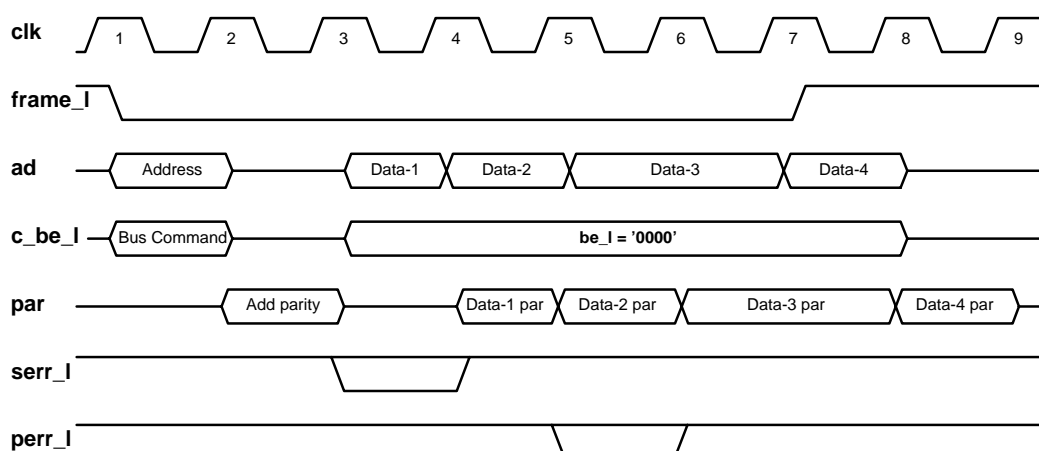 clk 1 2 3 4 5 6 7 8 9
frame_l
ad Address Data-1 Data-2 Data-3 Data-4
c_be_l Bus Command be_l = ’0000’
par Add parity Data-1 par Data-2 par Data-3 par Data-4 par
serr_l
perr_l